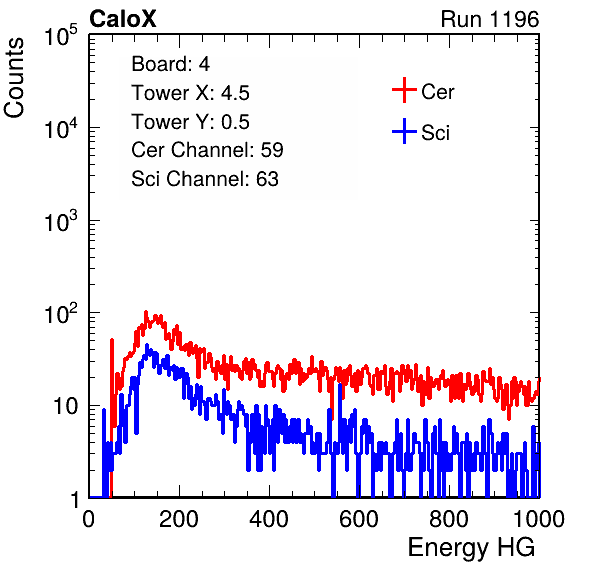 CaloX Run 1196
Counts
10^5
10^4
10^3
10^2
10
1
Board: 4
Tower X: 4.5
Tower Y: 0.5
Cer Channel: 59
Sci Channel: 63
Cer
Sci
0 200 400 600 800 1000
Energy HG